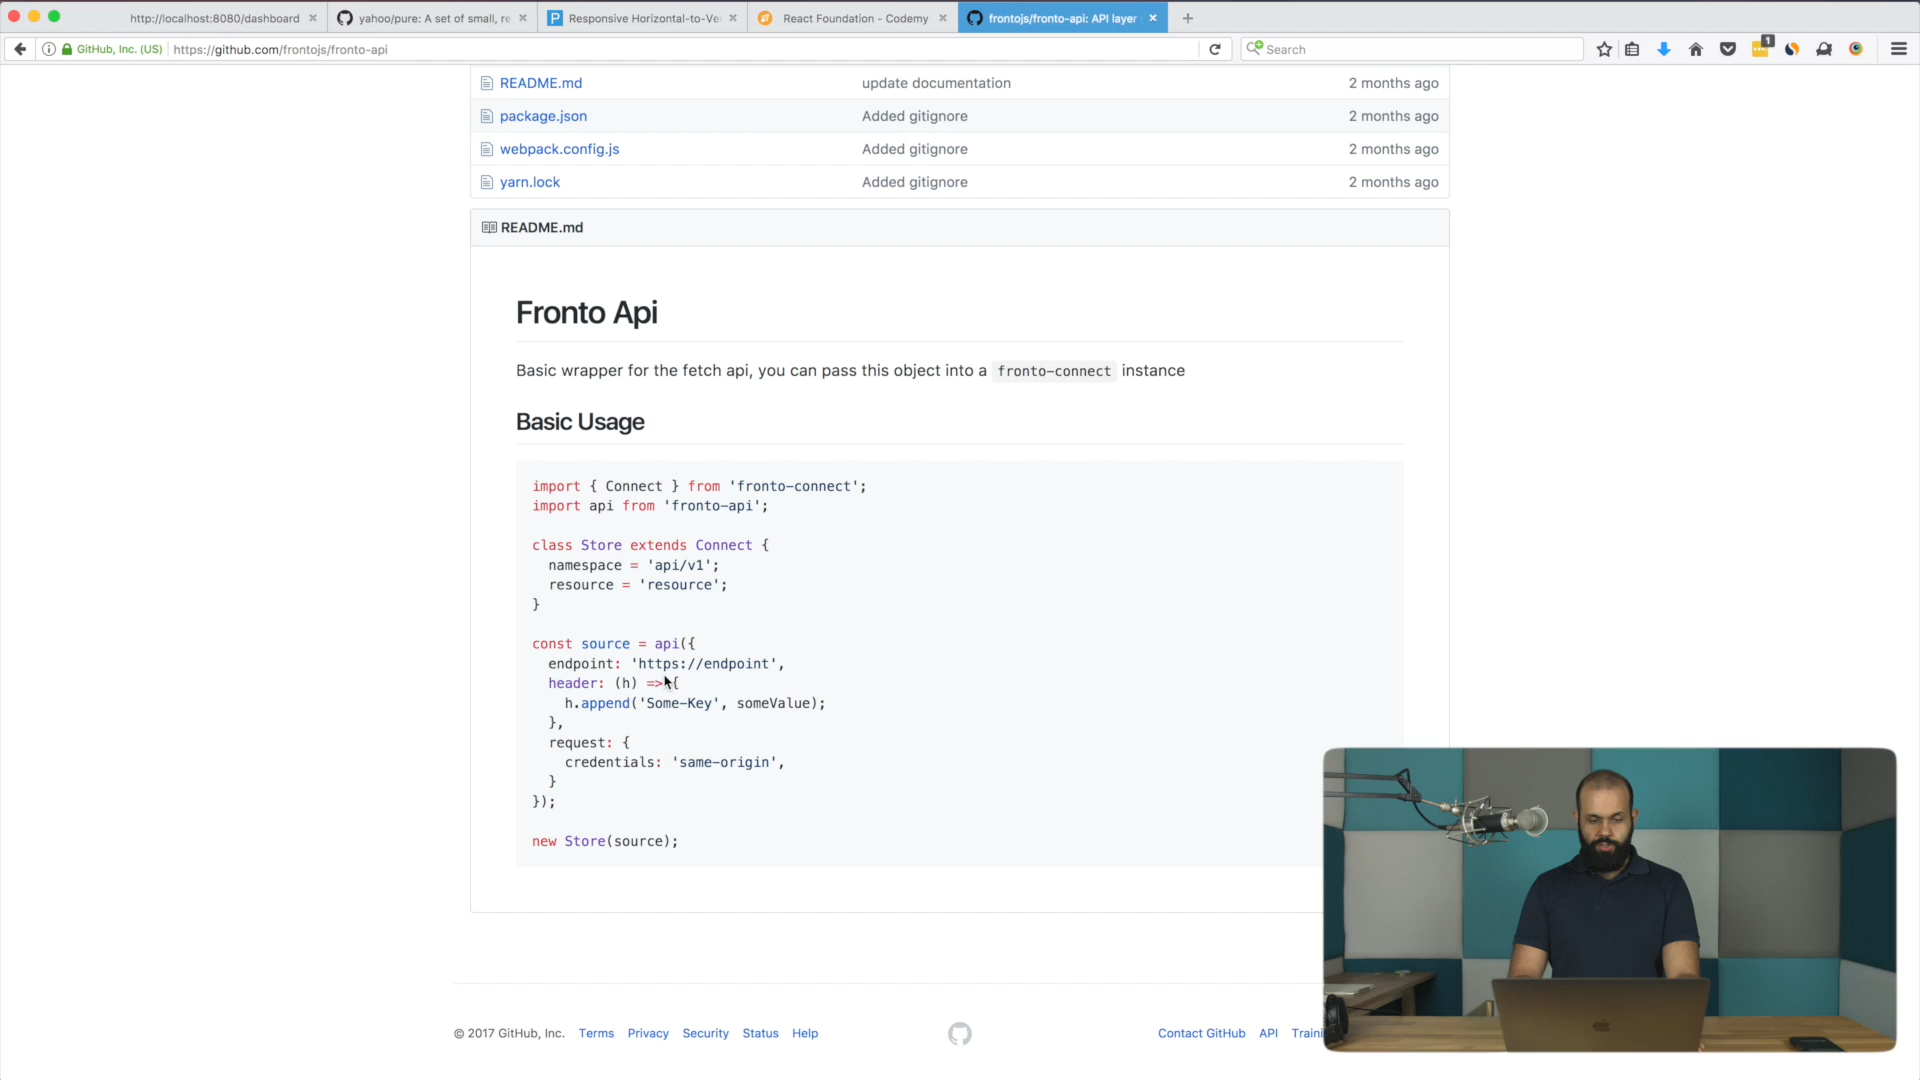 http://localhost:8080/dashboard
yahoo/pure: A set of small, re
Responsive Horizontal-to-Ve
React Foundation - Codemy
frontojs/fronto-api: API layer
GitHub, Inc. (US)
https://github.com/frontojs/fronto-api
Search
1
README.md update documentation 2 months ago
package.json Added gitignore 2 months ago
webpack.config.js Added gitignore 2 months ago
yarn.lock Added gitignore 2 months ago
README.md
Fronto Api
Basic wrapper for the fetch api, you can pass this object into a fronto-connect instance
Basic Usage
import { Connect } from 'fronto-connect';
import api from 'fronto-api';
class Store extends Connect {
namespace = 'api/v1';
resource = 'resource';
}
const source = api({
endpoint: 'https://endpoint',
header: (h) => {
h.append('Some-Key', someValue);
},
request: {
credentials: 'same-origin',
}
});
new Store(source);
© 2017 GitHub, Inc. Terms Privacy Security Status Help
Contact GitHub API Traini